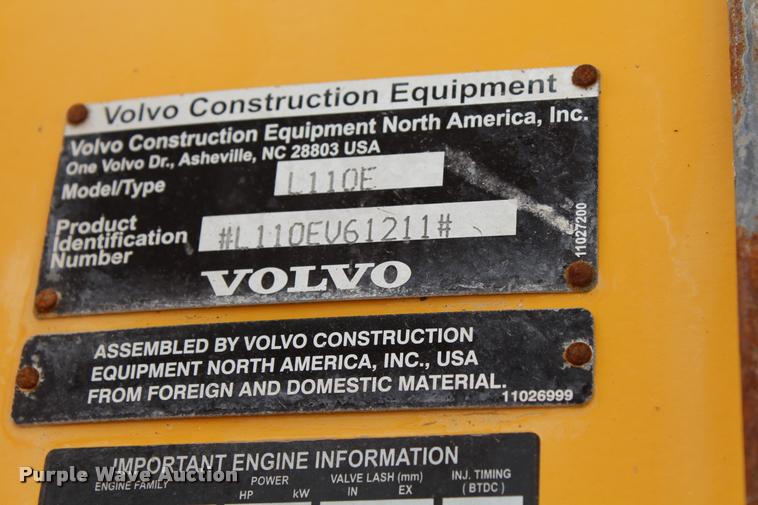 Volvo Construction Equipment
Volvo Construction Equipment North America, Inc.
One Volvo Dr., Asheville, NC 28803 USA
Model/Type L110E
Product
Identification
Number
#L110EV61211#
11027200
VOLVO
ASSEMBLED BY VOLVO CONSTRUCTION
EQUIPMENT NORTH AMERICA, INC., USA
FROM FOREIGN AND DOMESTIC MATERIAL.
11026999
IMPORTANT ENGINE INFORMATION
ENGINE FAMILY
POWER
HP kW
VALVE LASH (mm)
IN EX
INJ. TIMING
( BTDC )
Purple Wave Auction